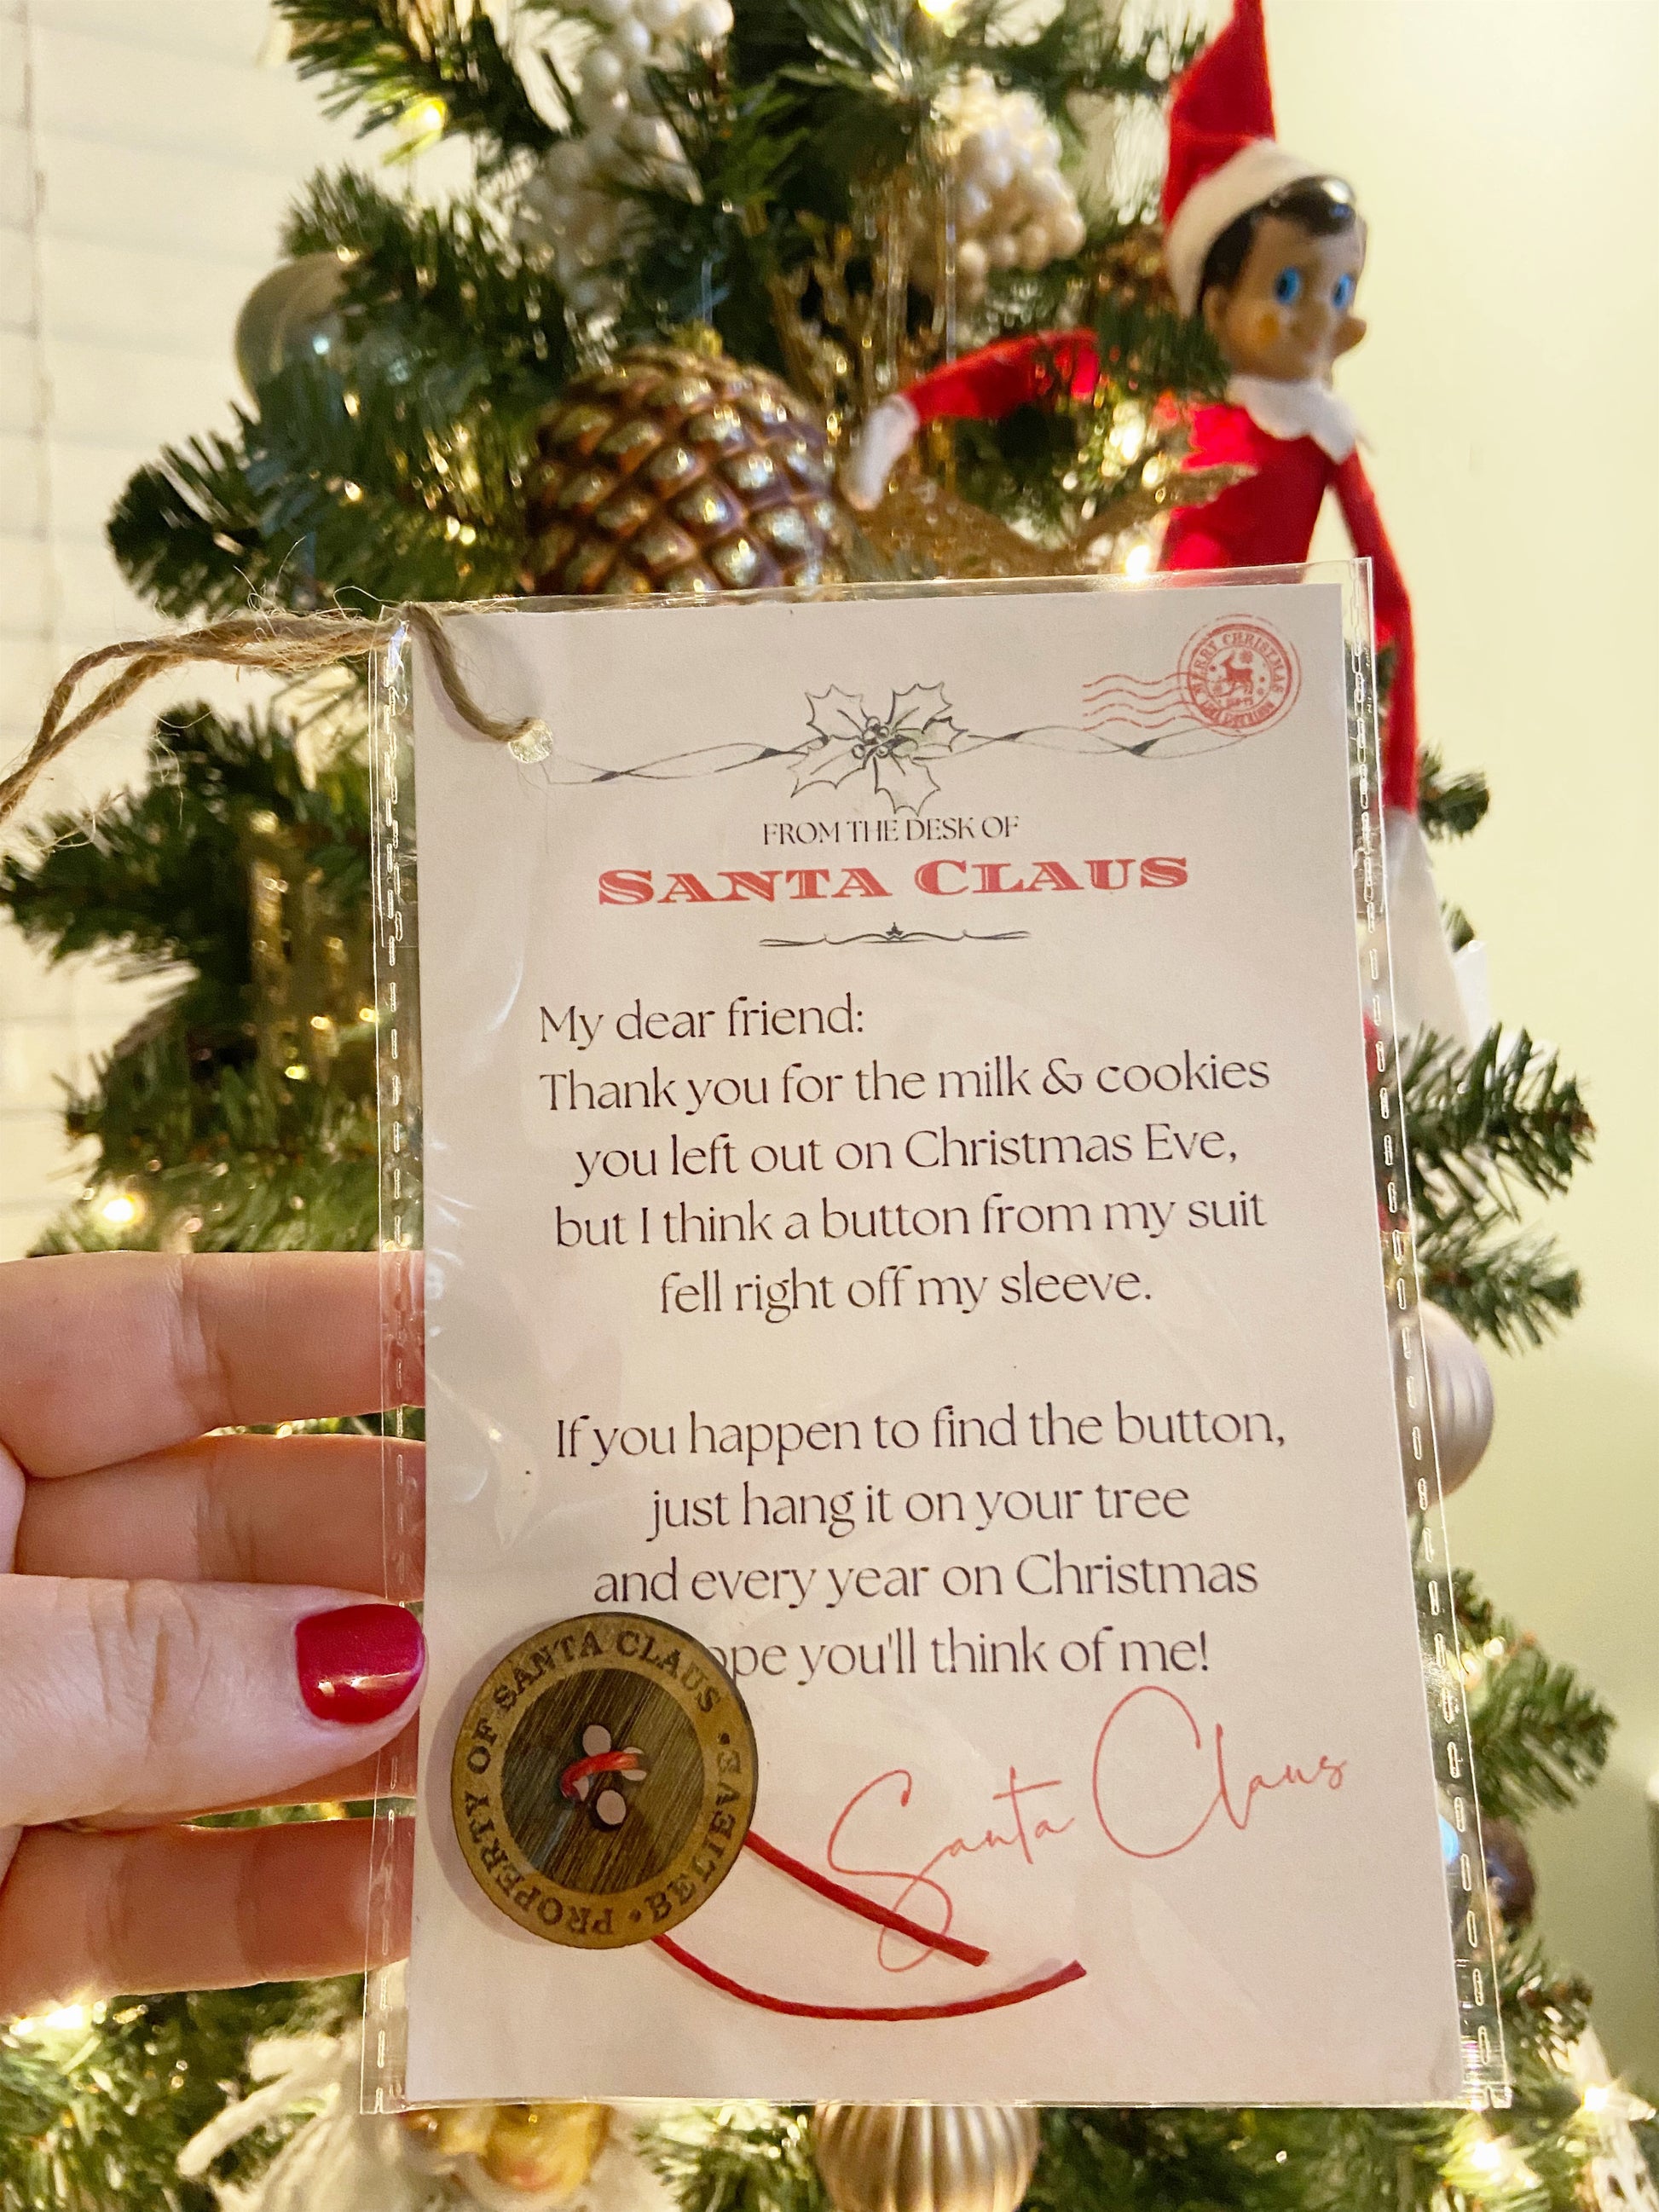 MERRY CHRISTMAS
FROM THE DESK OF
SANTA CLAUS
My dear friend:
Thank you for the milk & cookies
you left out on Christmas Eve,
but I think a button from my suit
fell right off my sleeve.
If you happen to find the button,
just hang it on your tree
and every year on Christmas
you'll think of me!
PROPERTY OF SANTA CLAUS • BELIEVE •
Santa Claus